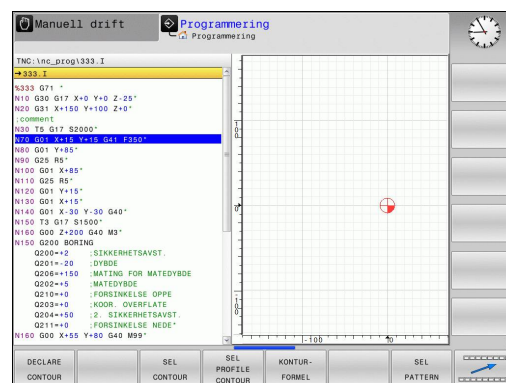 Manuell drift
Programmering
Programmering
TNC:\nc_prog\333.I
→333.I
%333 G71 *
N10 G30 G17 X+0 Y+0 Z-25*
N20 G31 X+150 Y+100 Z+0*
;comment
N30 T5 G17 S2000*
N70 G01 X+15 Y+15 G41 F350*
N80 G01 Y+85*
N90 G25 R5*
N100 G01 X+85*
N110 G25 R5*
N120 G01 Y+15*
N130 G01 X+15*
N140 G01 X-30 Y-30 G40*
N150 T3 G17 S1500*
N160 G00 Z+200 G40 M3*
N150 G200 BORING
Q200=+2 ;SIKKERHETSAVST.
Q201=-20 ;DYBDE
Q206=+150 ;MATING FOR MATEDYBDE
Q202=+5 ;MATEDYBDE
Q210=+0 ;FORSINKELSE OPPE
Q203=+0 ;KOOR. OVERFLATE
Q204=+50 ;2. SIKKERHETSAVST.
Q211=+0 ;FORSINKELSE NEDE*
N160 G00 X+55 Y+80 G40 M99*
100
0
-100
-100
0
DECLARE
CONTOUR
SEL
CONTOUR
SEL
PROFILE
CONTOUR
KONTUR-
FORMEL
SEL
PATTERN